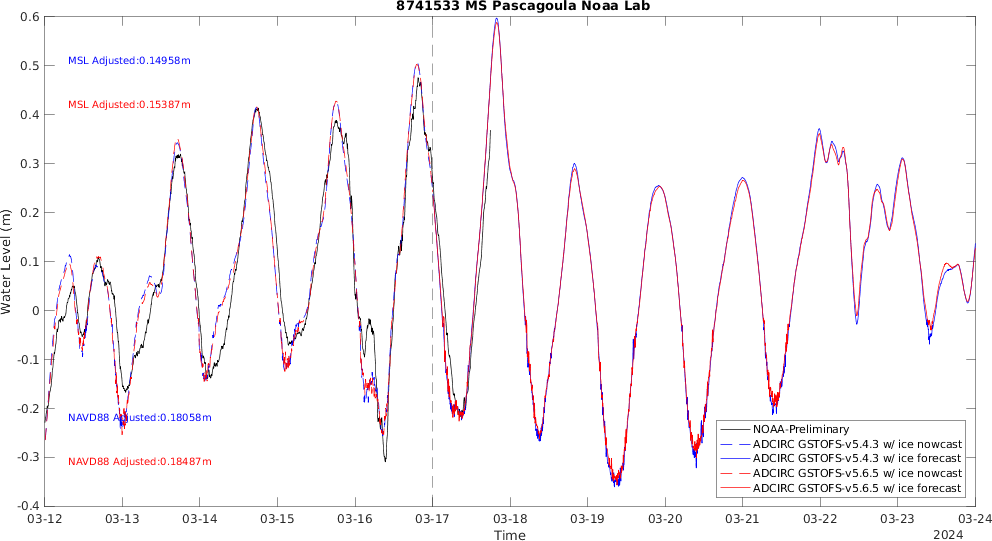 8741533 MS Pascagoula Noaa Lab
0.6
0.5
0.4
0.3
0.2
0.1
0
-0.1
-0.2
-0.3
-0.4
Water Level (m)
MSL Adjusted:0.14958m
MSL Adjusted:0.15387m
NAVD88 Adjusted:0.18058m
NAVD88 Adjusted:0.18487m
NOAA-Preliminary
ADCIRC GSTOFS-v5.4.3 w/ ice nowcast
ADCIRC GSTOFS-v5.4.3 w/ ice forecast
ADCIRC GSTOFS-v5.6.5 w/ ice nowcast
ADCIRC GSTOFS-v5.6.5 w/ ice forecast
03-12 03-13 03-14 03-15 03-16 03-17 03-18 03-19 03-20 03-21 03-22 03-23 03-24
Time
2024